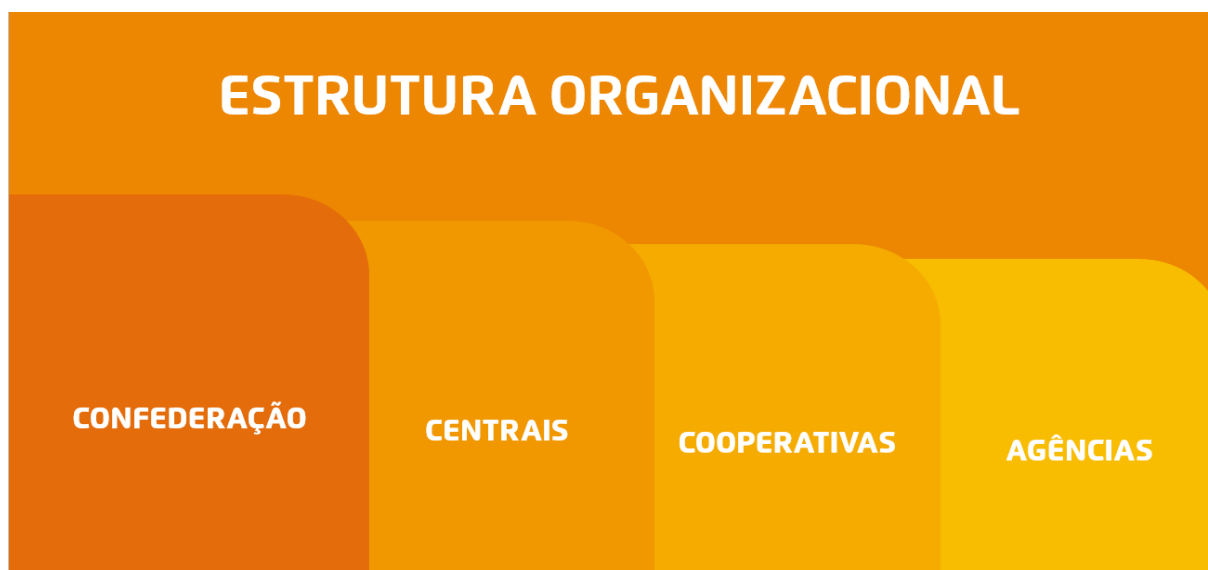 ESTRUTURA ORGANIZACIONAL
CONFEDERAÇÃO
CENTRAIS
COOPERATIVAS
AGÊNCIAS